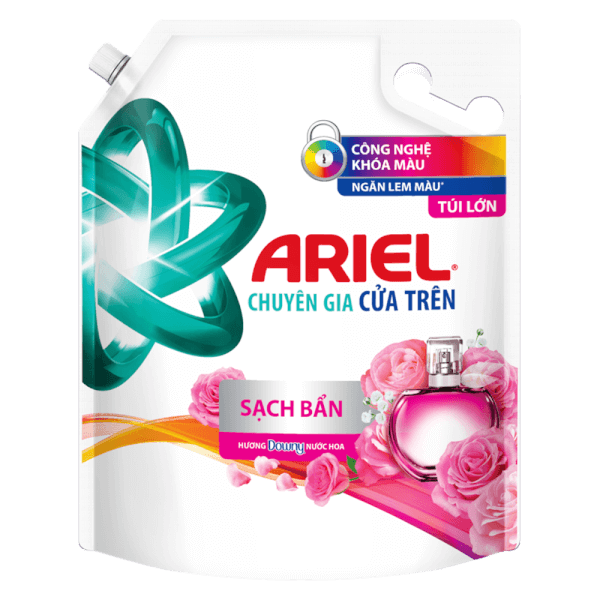 CÔNG NGHỆ
KHÓA MÀU
NGĂN LEM MÀU*
TÚI LỚN
ARIEL®
CHUYÊN GIA CỬA TRÊN
SẠCH BẨN
HƯƠNG Downy NƯỚC HOA